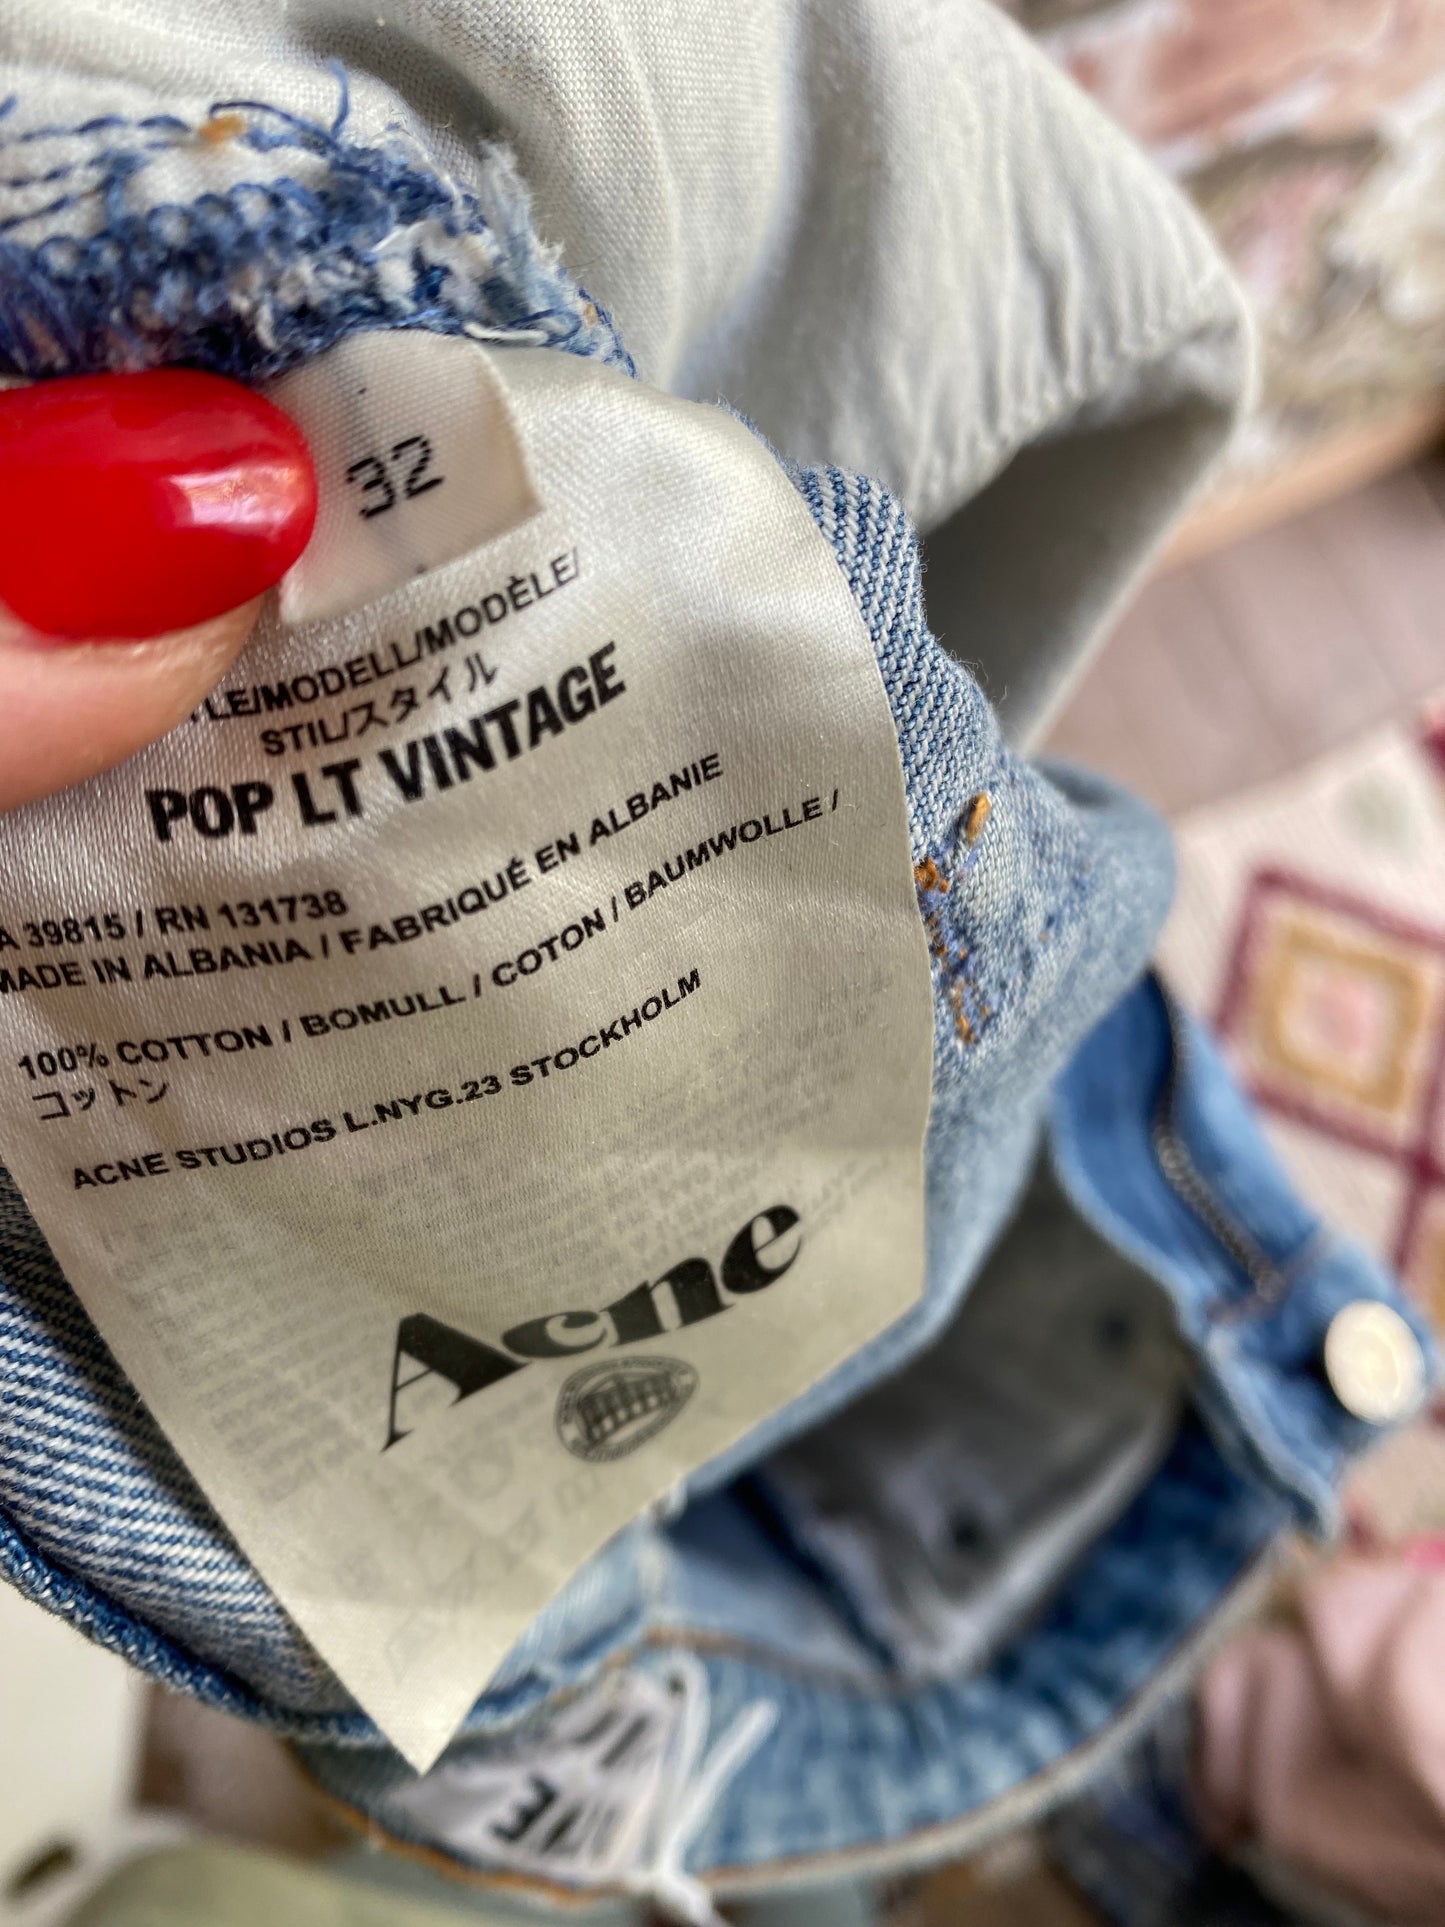 32
LE/MODELL/MODÈLE/
STIL/スタイル
POP LT VINTAGE
A 39815 / RN 131738
MADE IN ALBANIA / FABRIQUÉ EN ALBANIE
100% COTTON / BOMULL / COTON / BAUMWOLLE /
コットン
ACNE STUDIOS L.NYG.23 STOCKHOLM
Acne